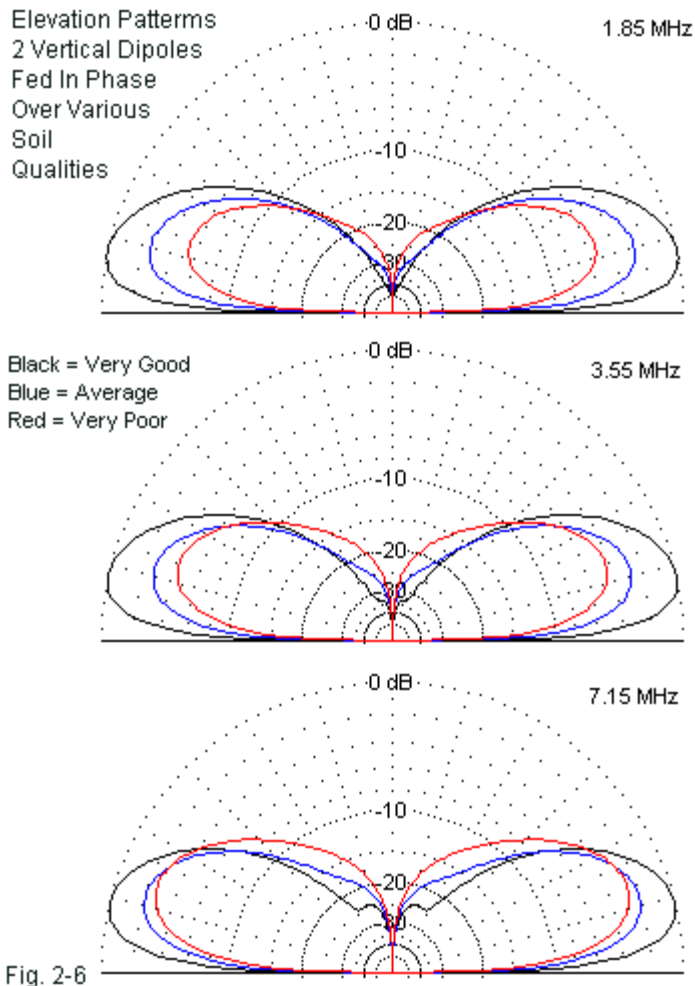 Elevation Patterms
2 Vertical Dipoles
Fed In Phase
Over Various
Soil
Qualities
0 dB
1.85 MHz
-10
-20
30
Black = Very Good
Blue = Average
Red = Very Poor
0 dB
3.55 MHz
-10
-20
30
0 dB
7.15 MHz
-10
-20
Fig. 2-6